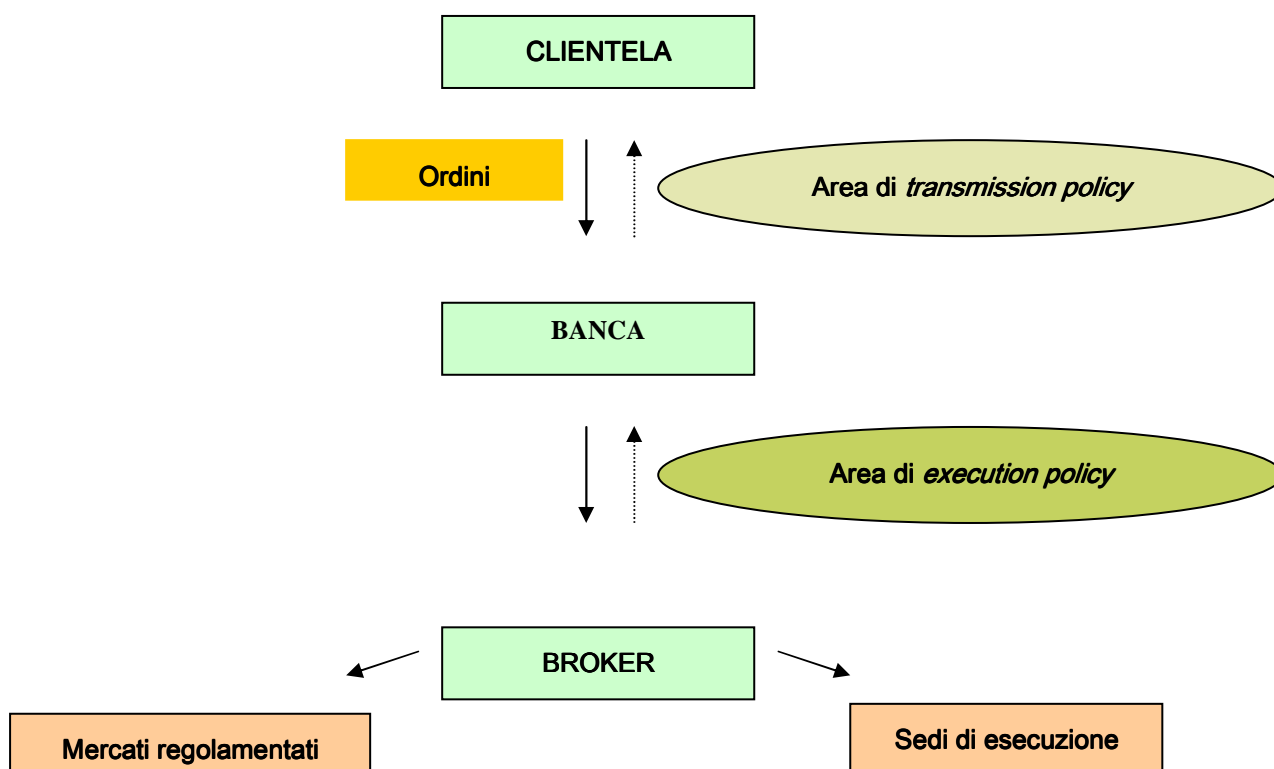 CLIENTELA
Ordini
Area di transmission policy
BANCA
Area di execution policy
BROKER
Mercati regolamentati
Sedi di esecuzione